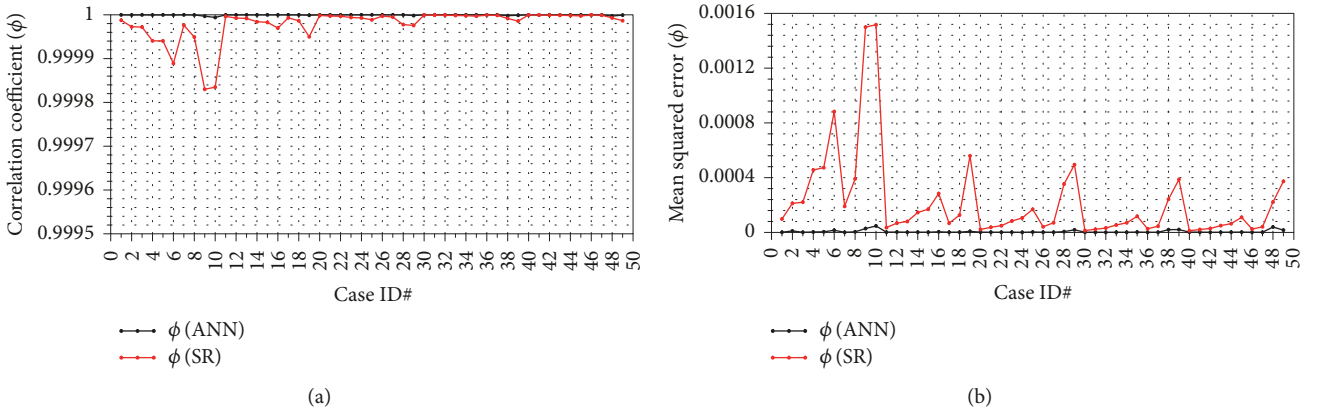 Correlation coefficient (ϕ)
1
0.9999
0.9998
0.9997
0.9996
0.9995
0 2 4 6 8 10 12 14 16 18 20 22 24 26 28 30 32 34 36 38 40 42 44 46 48 50
Case ID#
ϕ (ANN)
ϕ (SR)
(a)
Mean squared error (ϕ)
0.0016
0.0012
0.0008
0.0004
0
0 2 4 6 8 10 12 14 16 18 20 22 24 26 28 30 32 34 36 38 40 42 44 46 48 50
Case ID#
ϕ (ANN)
ϕ (SR)
(b)